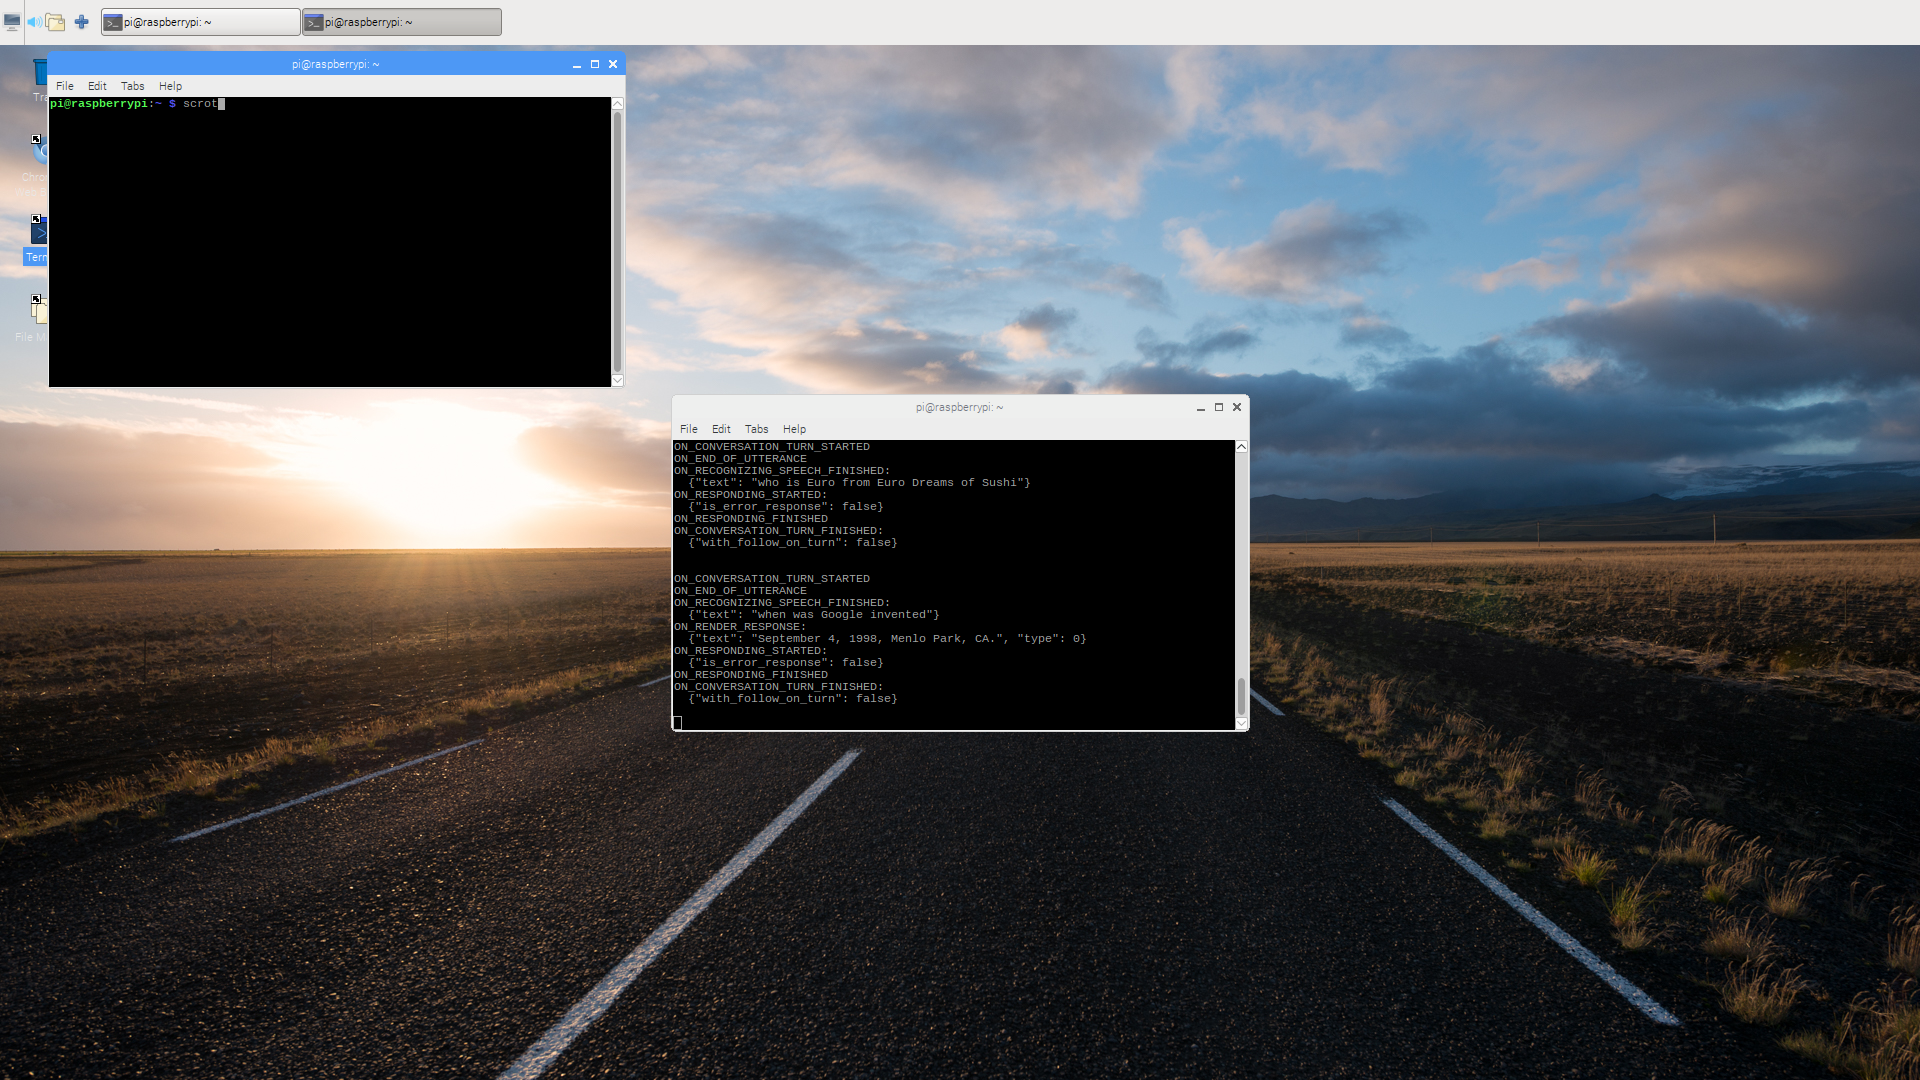 pi@raspberrypi: ~
pi@raspberrypi: ~
pi@raspberrypi: ~
File Edit Tabs Help
pi@raspberrypi:~ $ scrot
Tra
Chro
Web
Term
File M
pi@raspberrypi: ~
File Edit Tabs Help
ON_CONVERSATION_TURN_STARTED
ON_END_OF_UTTERANCE
ON_RECOGNIZING_SPEECH_FINISHED:
{"text": "who is Euro from Euro Dreams of Sushi"}
ON_RESPONDING_STARTED:
{"is_error_response": false}
ON_RESPONDING_FINISHED
ON_CONVERSATION_TURN_FINISHED:
{"with_follow_on_turn": false}
ON_CONVERSATION_TURN_STARTED
ON_END_OF_UTTERANCE
ON_RECOGNIZING_SPEECH_FINISHED:
{"text": "when was Google invented"}
ON_RENDER_RESPONSE:
{"text": "September 4, 1998, Menlo Park, CA.", "type": 0}
ON_RESPONDING_STARTED:
{"is_error_response": false}
ON_RESPONDING_FINISHED
ON_CONVERSATION_TURN_FINISHED:
{"with_follow_on_turn": false}